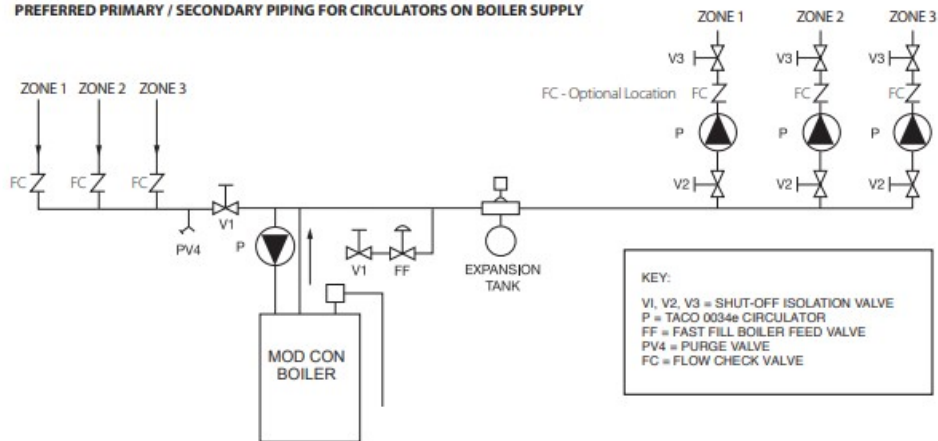 PREFERRED PRIMARY / SECONDARY PIPING FOR CIRCULATORS ON BOILER SUPPLY
ZONE 1 ZONE 2 ZONE 3
V3 V3 V3
FC - Optional Location FC FC FC
P P P
V2 V2 V2
ZONE 1 ZONE 2 ZONE 3
FC FC FC
PV4
V1
P
V1
FF
EXPANSION
TANK
MOD CON
BOILER
KEY:
VI, V2, V3 = SHUT-OFF ISOLATION VALVE
P = TACO 0034e CIRCULATOR
FF = FAST FILL BOILER FEED VALVE
PV4 = PURGE VALVE
FC = FLOW CHECK VALVE